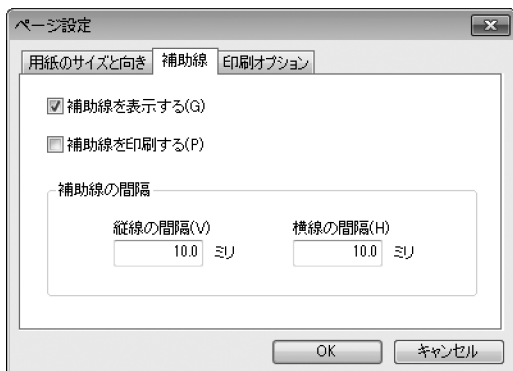 ページ設定
用紙のサイズと向き 補助線 印刷オプション
補助線を表示する(G)
補助線を印刷する(P)
補助線の間隔
縦線の間隔(V) 横線の間隔(H)
10.0 ミリ 10.0 ミリ
OK キャンセル